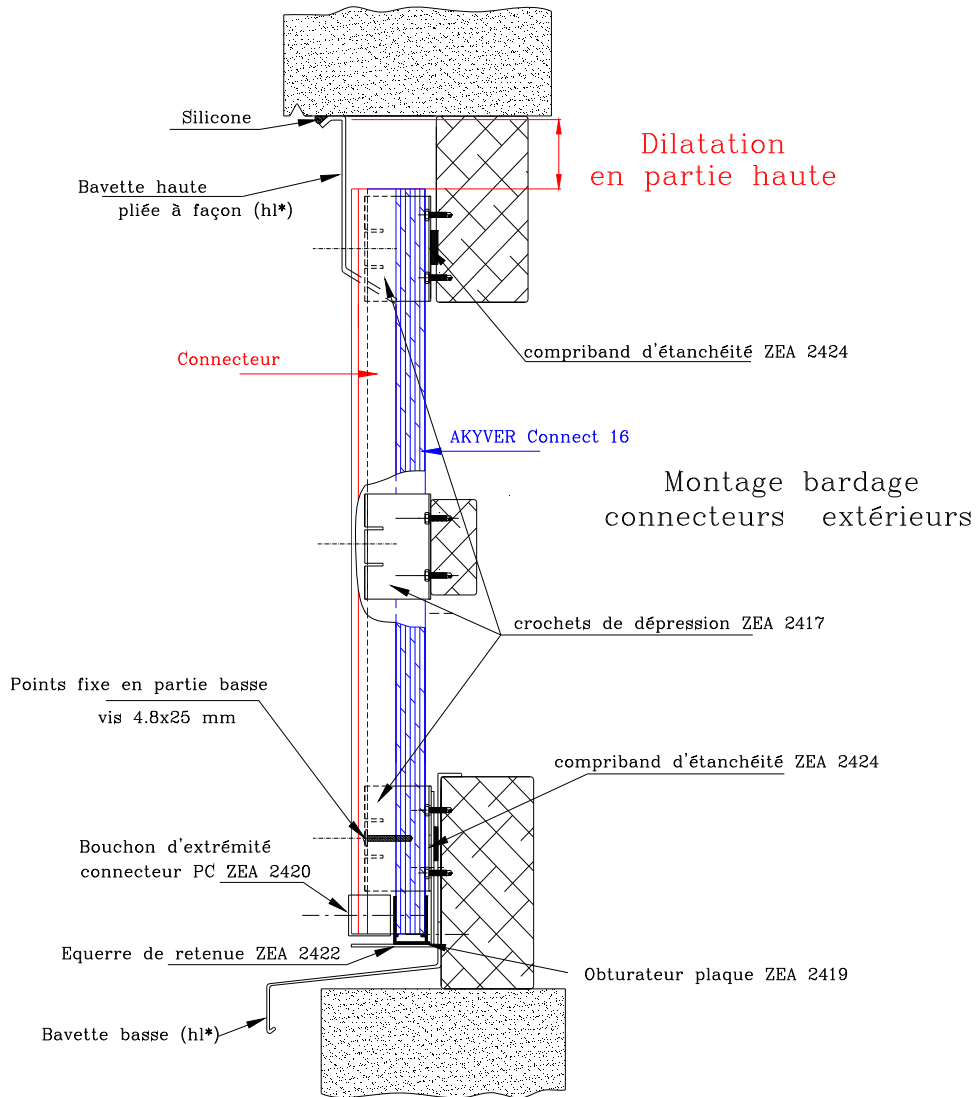 Silicone
Dilatation
en partie haute
Bavette haute
pliée à façon (hl*)
compriband d'étanchéité ZEA 2424
Connecteur
AKYVER Connect 16
Montage bardage
connecteurs extérieurs
crochets de dépression ZEA 2417
Points fixe en partie basse
vis 4.8x25 mm
compriband d'étanchéité ZEA 2424
Bouchon d'extrémité
connecteur PC ZEA 2420
Equerre de retenue ZEA 2422
Obturateur plaque ZEA 2419
Bavette basse (hl*)